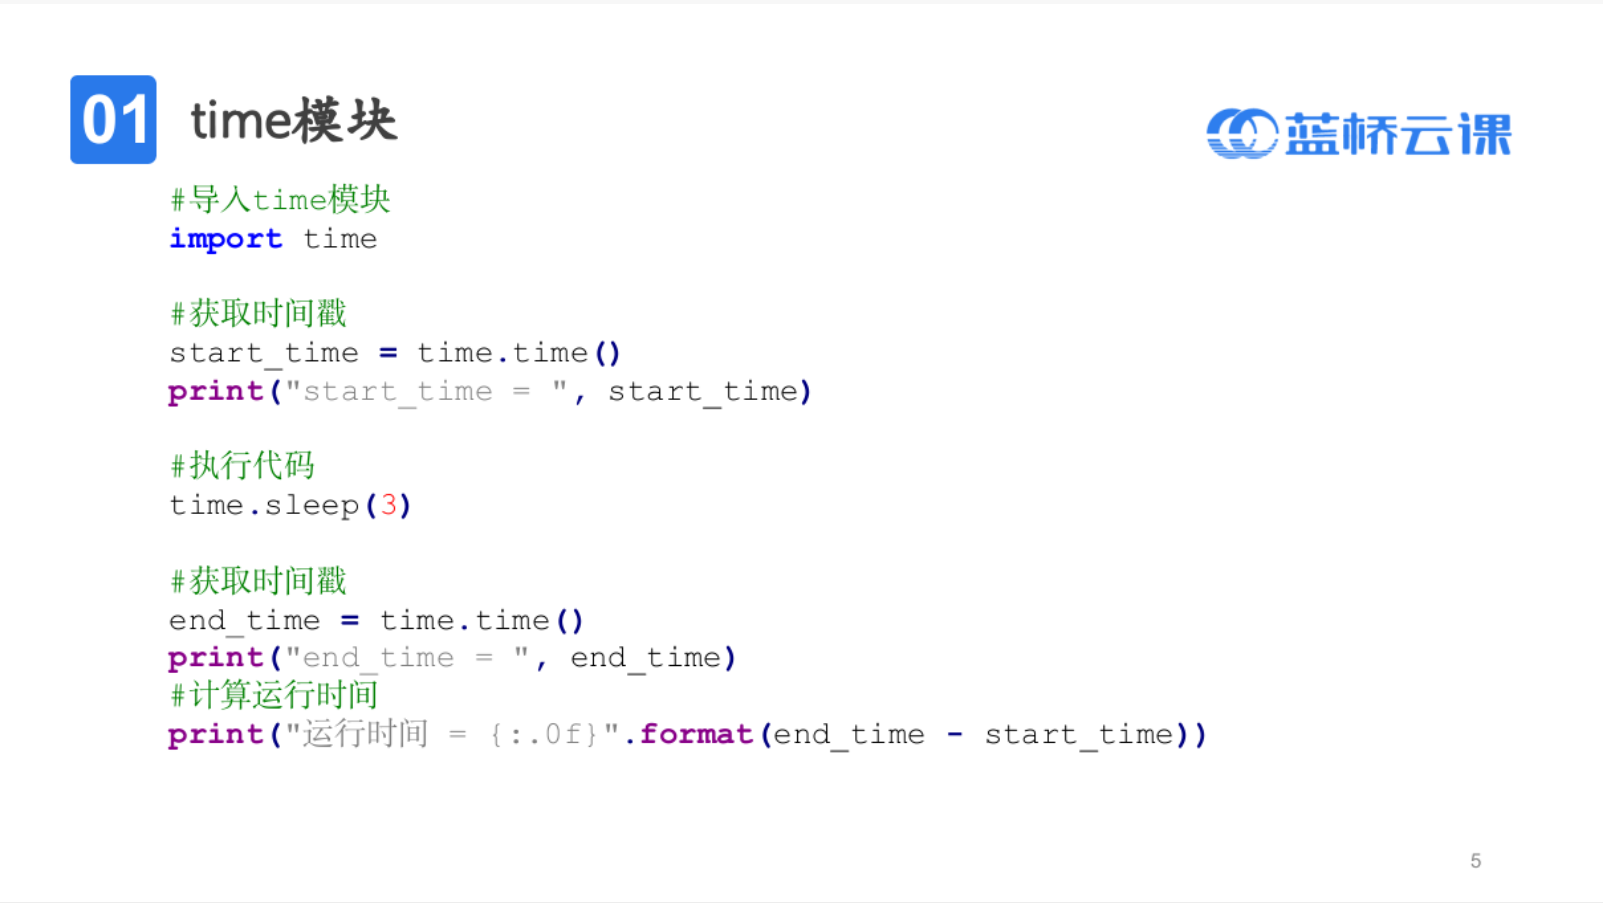 01 time模块
蓝桥云课
#导入time模块
import time
#获取时间戳
start_time = time.time()
print("start_time = ", start_time)
#执行代码
time.sleep(3)
#获取时间戳
end_time = time.time()
print("end_time = ", end_time)
#计算运行时间
print("运行时间 = {:.0f}".format(end_time - start_time))
5